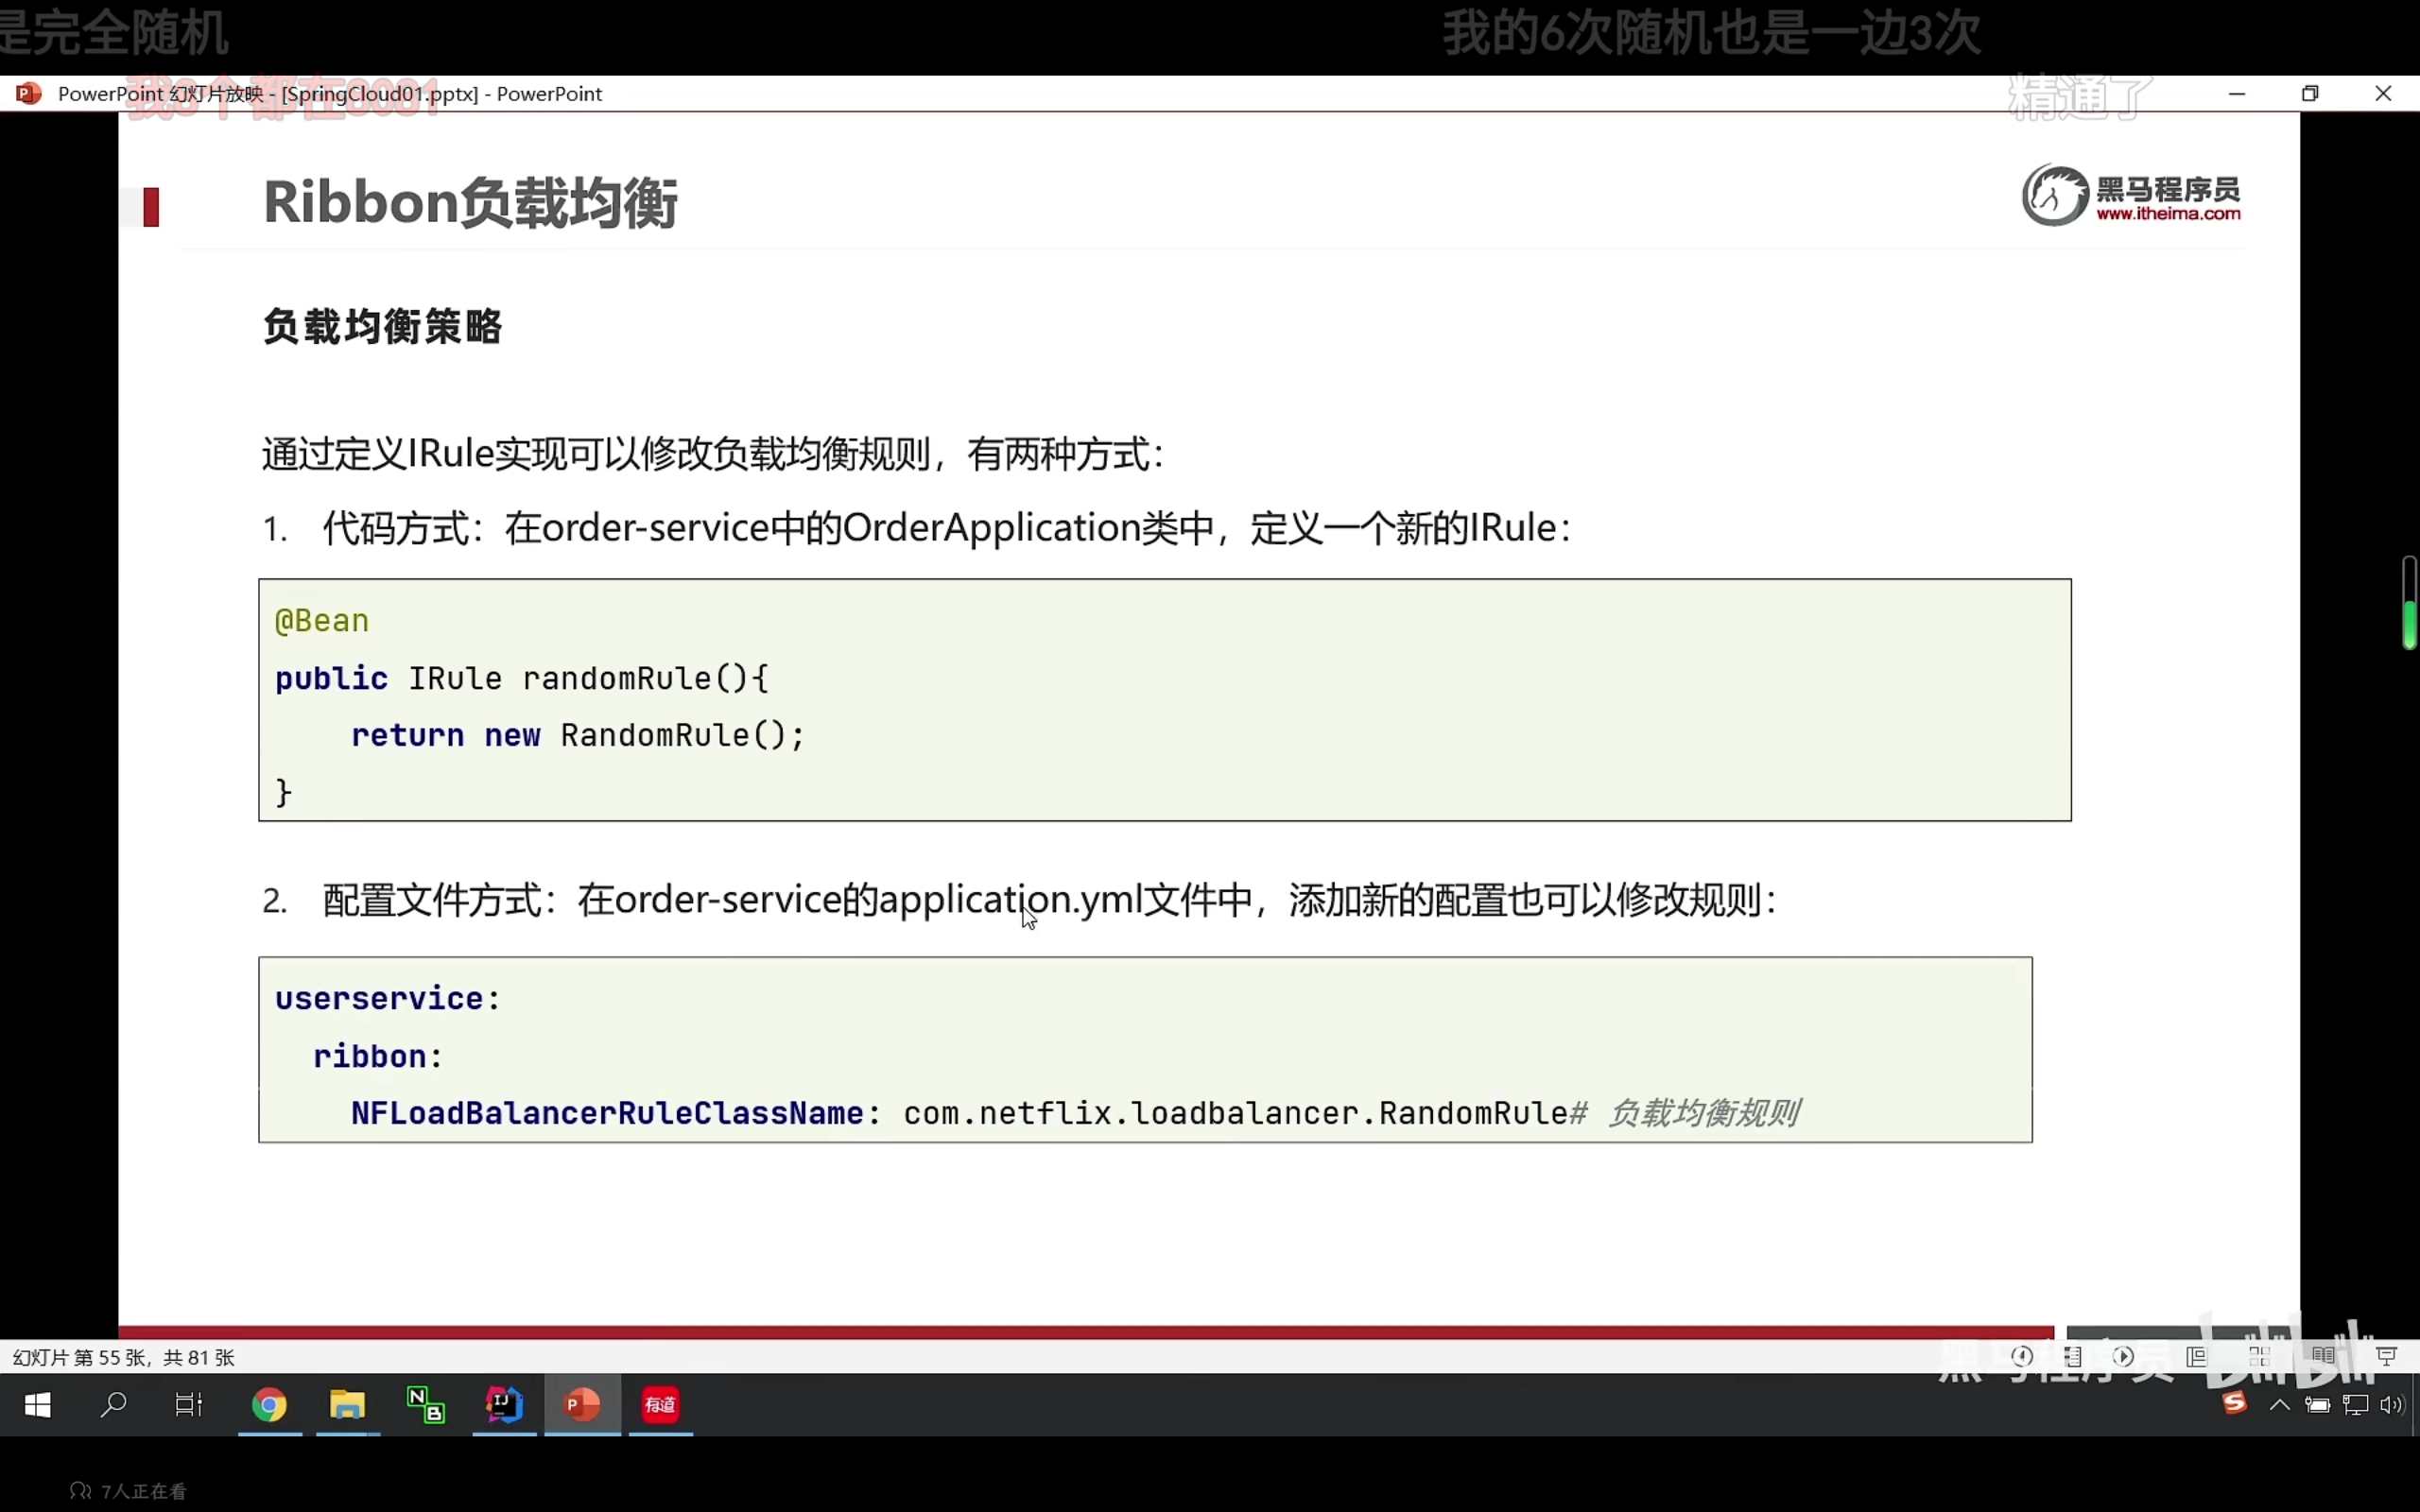 是完全随机
我的6次随机也是一边3次
PowerPoint 幻灯片放映 - [SpringCloud01.pptx] - PowerPoint
精通了
Ribbon负载均衡
黑马程序员
www.itheima.com
负载均衡策略
通过定义IRule实现可以修改负载均衡规则，有两种方式：
1. 代码方式：在order-service中的OrderApplication类中，定义一个新的IRule：
@Bean
public IRule randomRule(){
return new RandomRule();
}
2. 配置文件方式：在order-service的application.yml文件中，添加新的配置也可以修改规则：
userservice:
ribbon:
NFLoadBalancerRuleClassName: com.netflix.loadbalancer.RandomRule# 负载均衡规则
幻灯片 第 55 张，共 81 张
黑马程序员 bilibili
有道
7人正在看